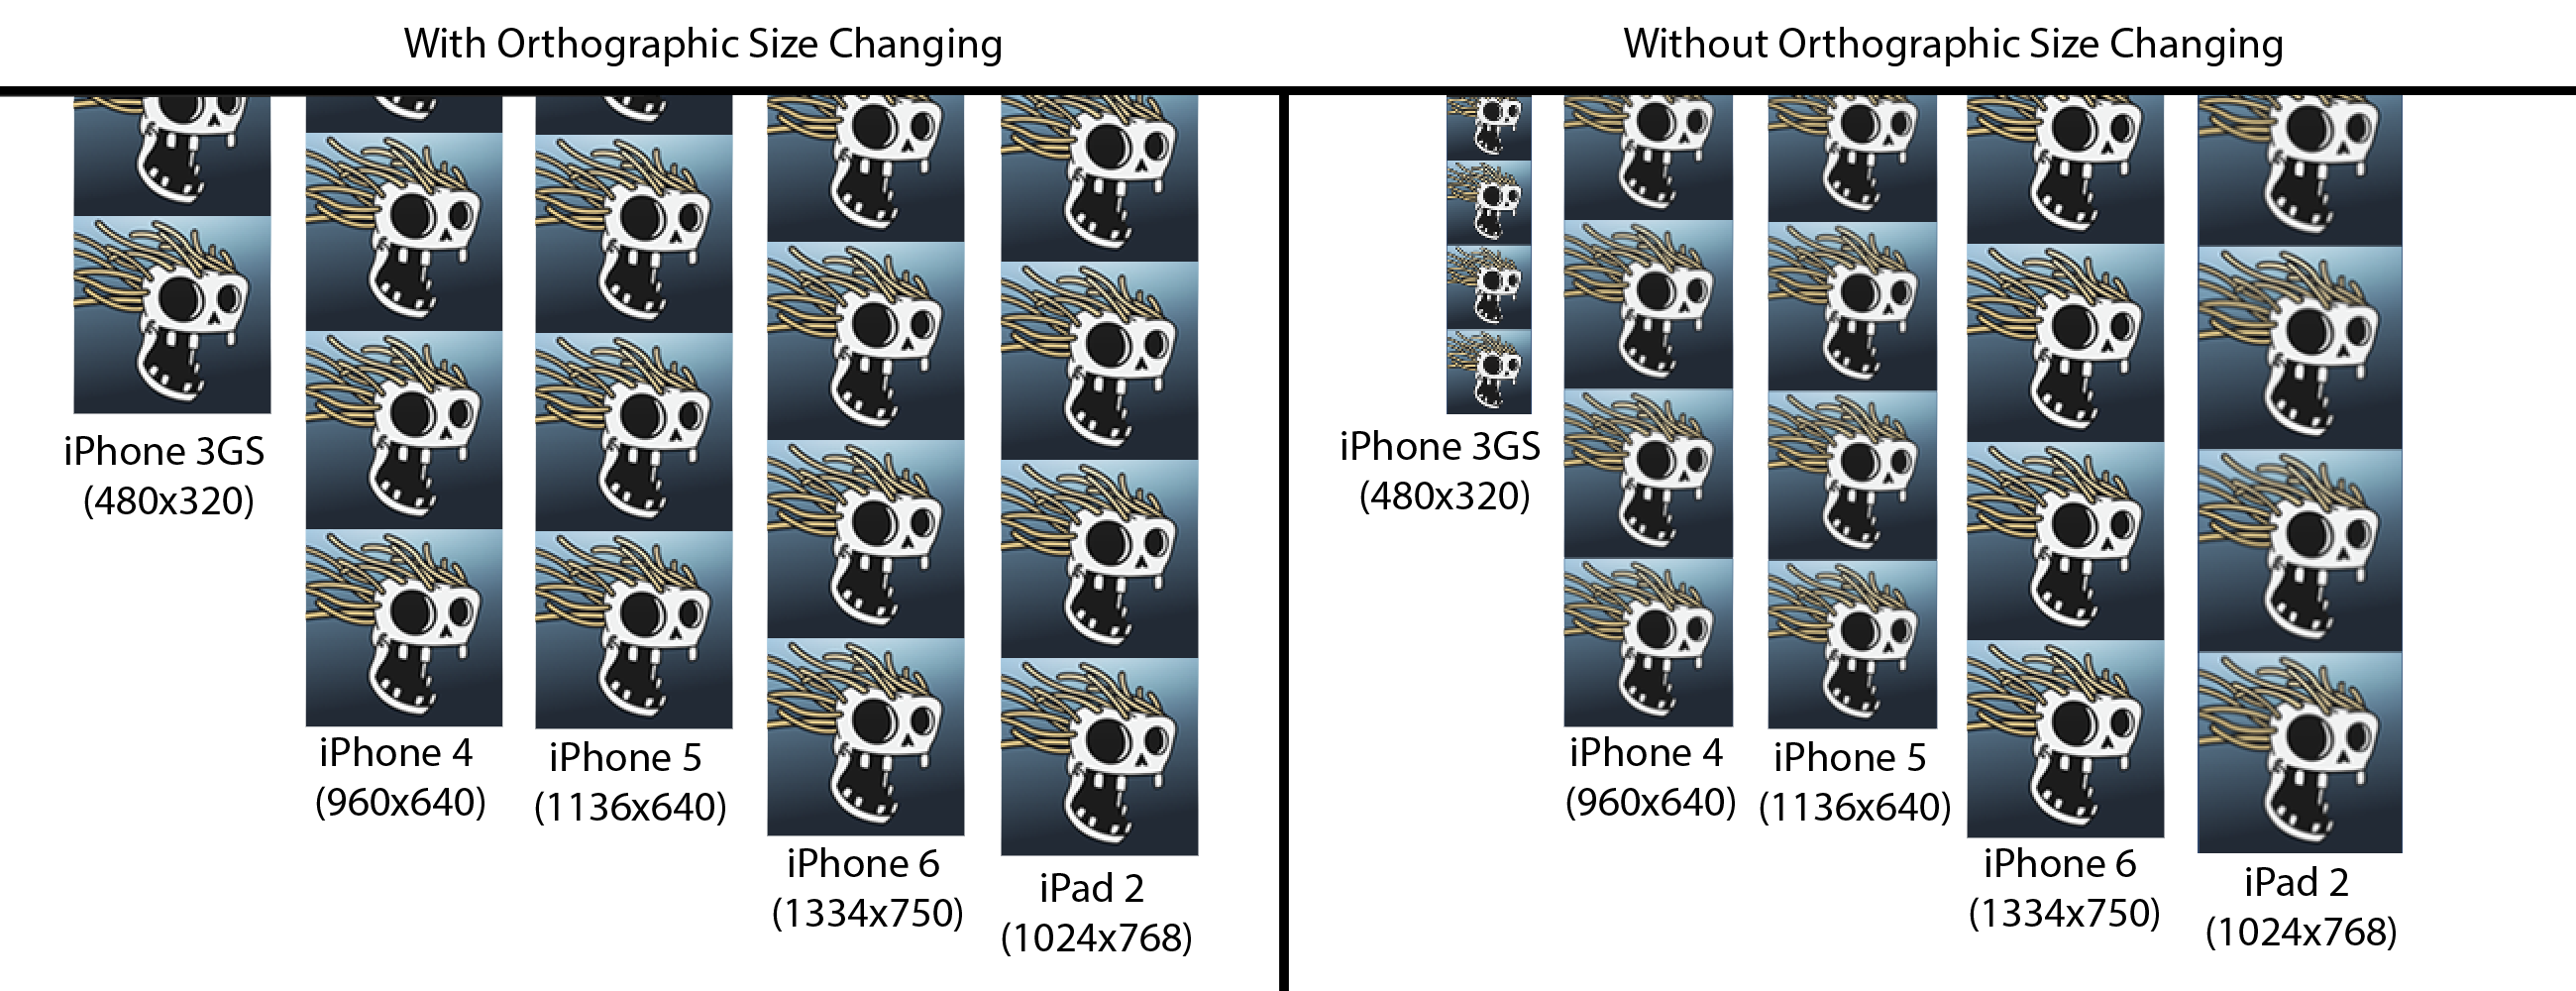 With Orthographic Size Changing
Without Orthographic Size Changing
iPhone 3GS
(480x320)
iPhone 4
(960x640)
iPhone 5
(1136x640)
iPhone 6
(1334x750)
iPad 2
(1024x768)
iPhone 3GS
(480x320)
iPhone 4
(960x640)
iPhone 5
(1136x640)
iPhone 6
(1334x750)
iPad 2
(1024x768)